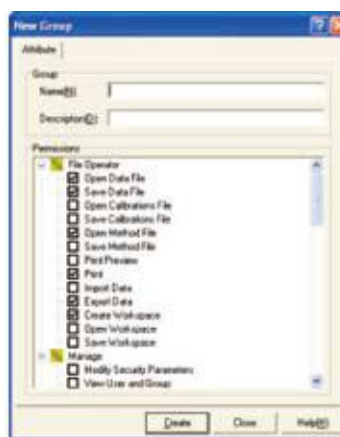 New Group
Attribute
Group
Name(N):
Description(D):
Permissions
File Operator
Open Data File
Save Data File
Open Calibrations File
Save Calibrations File
Open Method File
Save Method File
Print Preview
Print
Import Data
Export Data
Create Workspace
Open Workspace
Save Workspace
Manage
Modify Security Parameters
View User and Group
Create Close Help(H)